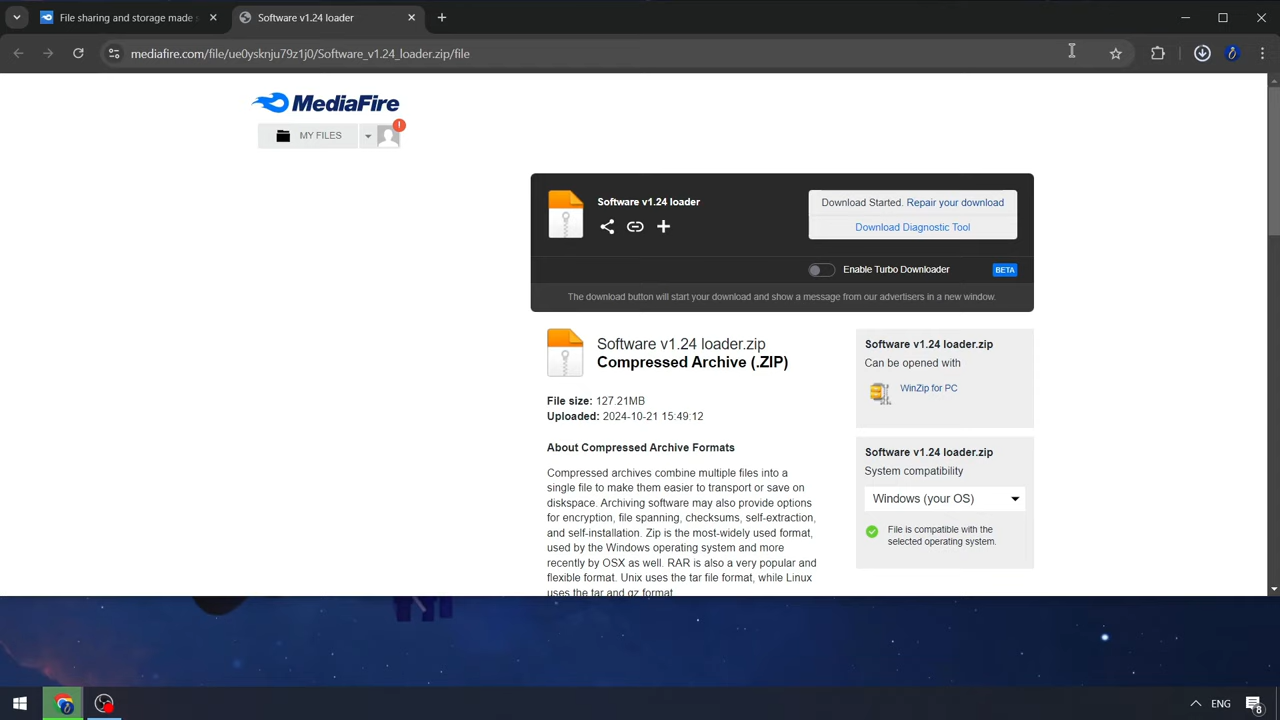 File sharing and storage made s
Software v1.24 loader
mediafire.com/file/ue0ysknju79z1j0/Software_v1.24_loader.zip/file
MediaFire
MY FILES
!
Software v1.24 loader
Download Started. Repair your download
Download Diagnostic Tool
Enable Turbo Downloader
BETA
The download button will start your download and show a message from our advertisers in a new window.
Software v1.24 loader.zip
Compressed Archive (.ZIP)
File size: 127.21MB
Uploaded: 2024-10-21 15:49:12
About Compressed Archive Formats
Compressed archives combine multiple files into a
single file to make them easier to transport or save on
diskspace. Archiving software may also provide options
for encryption, file spanning, checksums, self-extraction,
and self-installation. Zip is the most-widely used format,
used by the Windows operating system and more
recently by OSX as well. RAR is also a very popular and
flexible format. Unix uses the tar file format, while Linux
uses the tar and gz format
Software v1.24 loader.zip
Can be opened with
WinZip for PC
Software v1.24 loader.zip
System compatibility
Windows (your OS)
File is compatible with the
selected operating system.
ENG
8